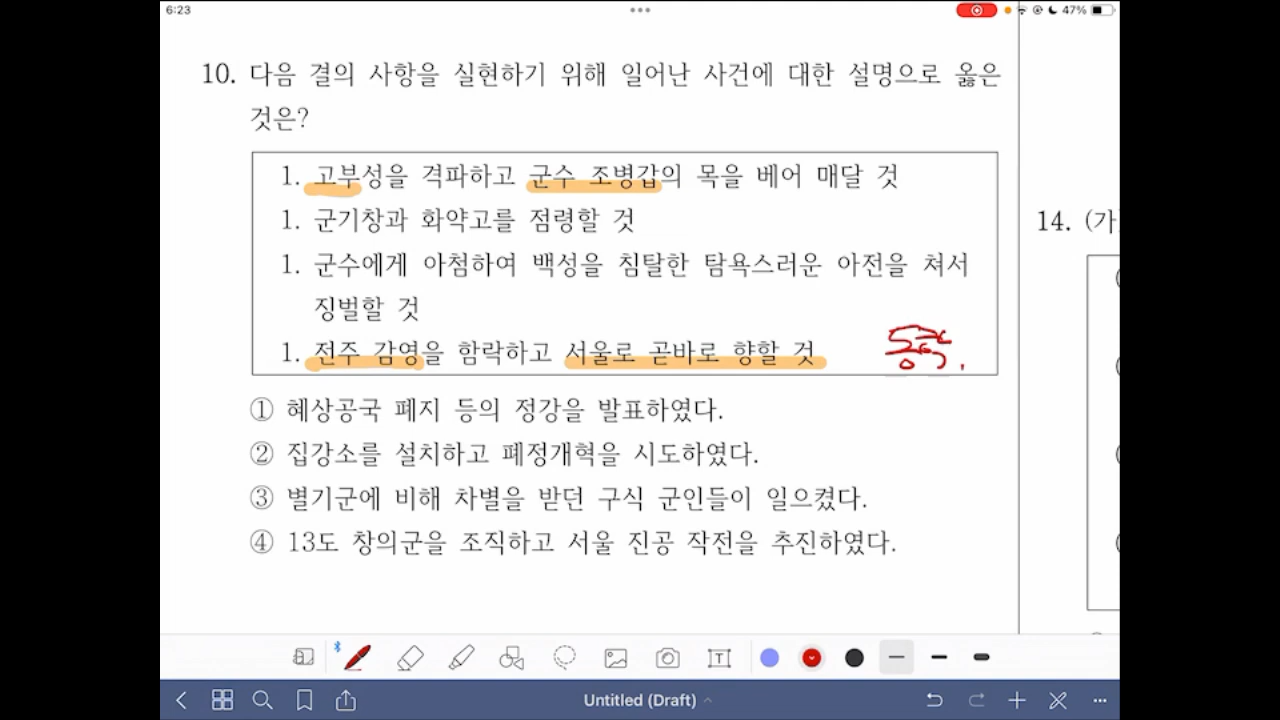 6:23
47%
10. 다음 결의 사항을 실현하기 위해 일어난 사건에 대한 설명으로 옳은
것은?
1. 고부성을 격파하고 군수 조병갑의 목을 베어 매달 것
1. 군기창과 화약고를 점령할 것
1. 군수에게 아첨하여 백성을 침탈한 탐욕스러운 아전을 쳐서
징벌할 것
1. 전주 감영을 함락하고 서울로 곧바로 향할 것
동학
① 혜상공국 폐지 등의 정강을 발표하였다.
② 집강소를 설치하고 폐정개혁을 시도하였다.
③ 별기군에 비해 차별을 받던 구식 군인들이 일으켰다.
④ 13도 창의군을 조직하고 서울 진공 작전을 추진하였다.
14. (가
Untitled (Draft)